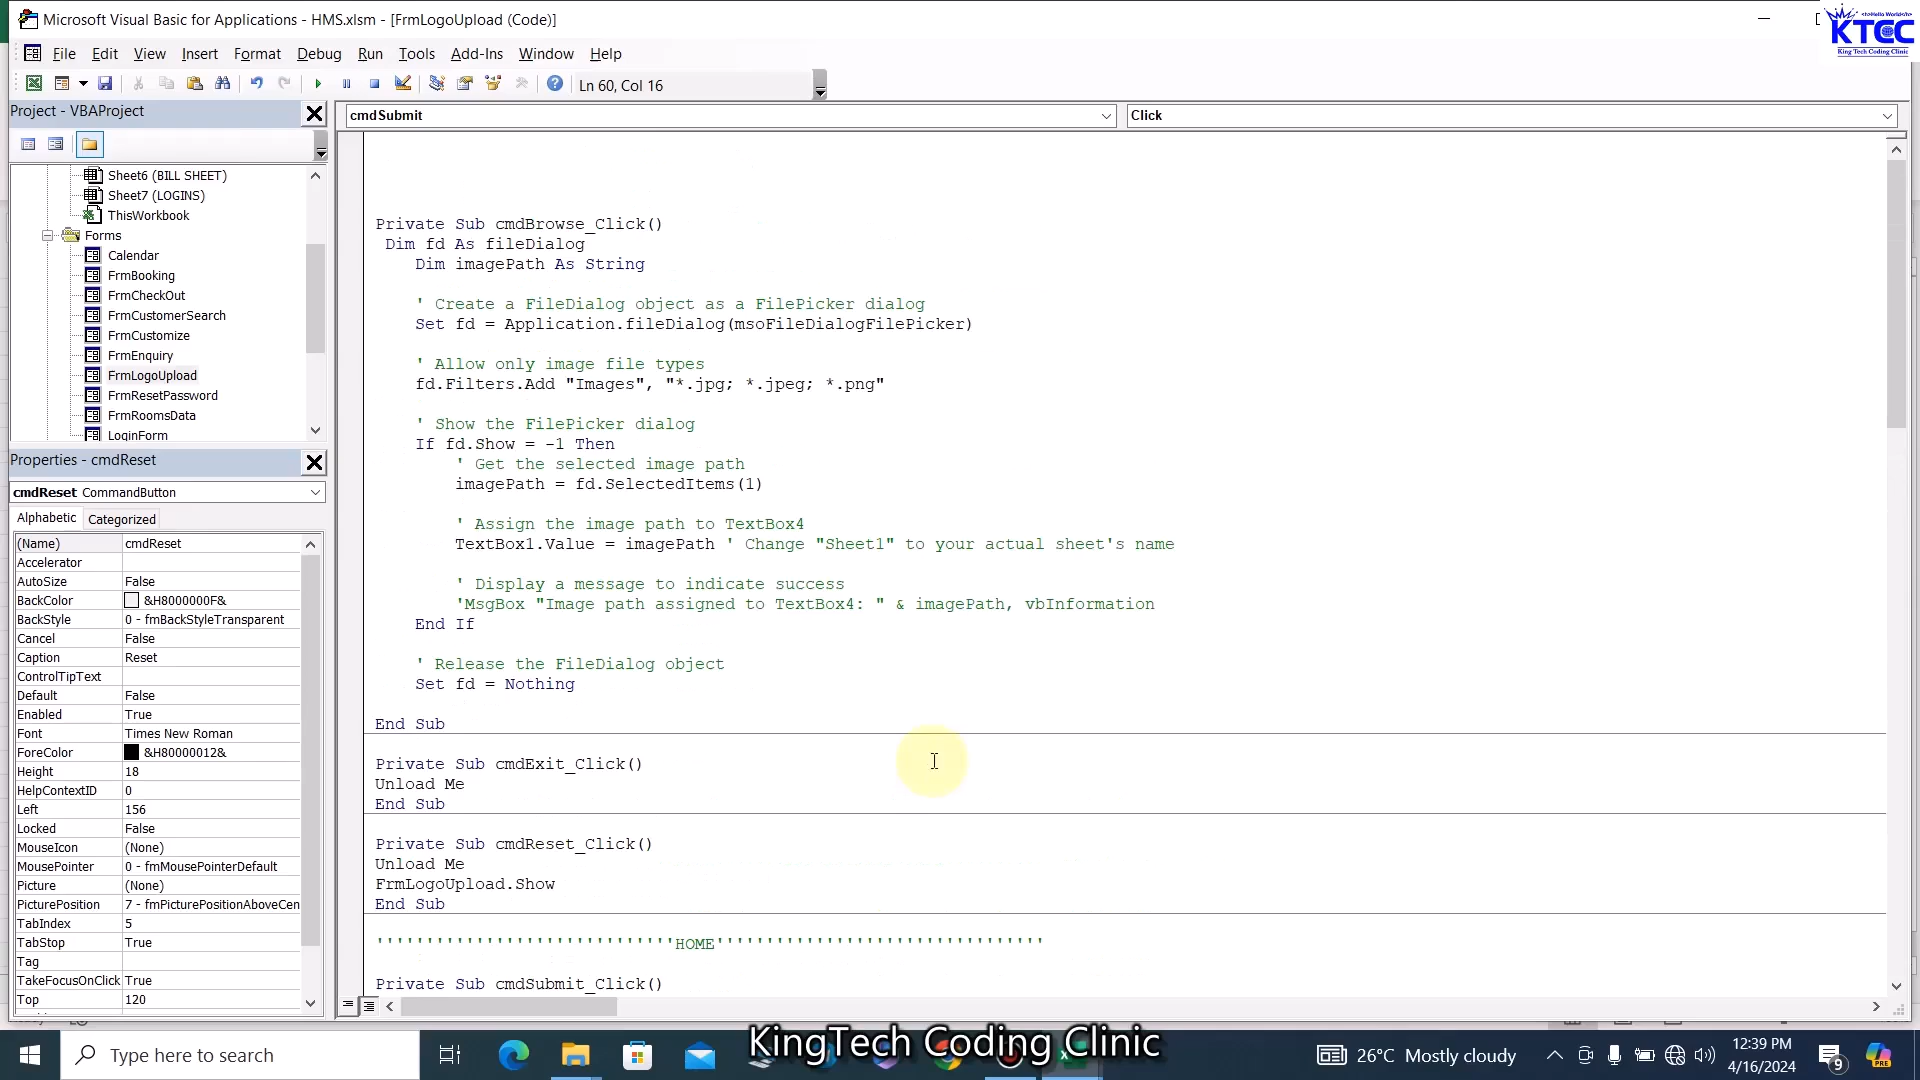 Microsoft Visual Basic for Applications - HMS.xlsm - [FrmLogoUpload (Code)]
<<Hello World>>
KTCC
King Tech Coding Clinic
File Edit View Insert Format Debug Run Tools Add-Ins Window Help
Ln 60, Col 16
Project - VBAProject
cmdSubmit
Click
Sheet6 (BILL SHEET)
Sheet7 (LOGINS)
ThisWorkbook
Forms
Calendar
FrmBooking
FrmCheckOut
FrmCustomerSearch
FrmCustomize
FrmEnquiry
FrmLogoUpload
FrmResetPassword
FrmRoomsData
LoginForm
Properties - cmdReset
cmdReset CommandButton
Alphabetic Categorized
(Name) cmdReset
Accelerator
AutoSize False
BackColor &H8000000F&
BackStyle 0 - fmBackStyleTransparent
Cancel False
Caption Reset
ControlTipText
Default False
Enabled True
Font Times New Roman
ForeColor &H80000012&
Height 18
HelpContextID 0
Left 156
Locked False
MouseIcon (None)
MousePointer 0 - fmMousePointerDefault
Picture (None)
PicturePosition 7 - fmPicturePositionAboveCen
TabIndex 5
TabStop True
Tag
TakeFocusOnClick True
Top 120
Private Sub cmdBrowse_Click()
Dim fd As fileDialog
Dim imagePath As String
' Create a FileDialog object as a FilePicker dialog
Set fd = Application.fileDialog(msoFileDialogFilePicker)
' Allow only image file types
fd.Filters.Add "Images", "*.jpg; *.jpeg; *.png"
' Show the FilePicker dialog
If fd.Show = -1 Then
' Get the selected image path
imagePath = fd.SelectedItems(1)
' Assign the image path to TextBox4
TextBox1.Value = imagePath ' Change "Sheet1" to your actual sheet's name
' Display a message to indicate success
'MsgBox "Image path assigned to TextBox4: " & imagePath, vbInformation
End If
' Release the FileDialog object
Set fd = Nothing
End Sub
Private Sub cmdExit_Click()
Unload Me
End Sub
Private Sub cmdReset_Click()
Unload Me
FrmLogoUpload.Show
End Sub
''''''''''''''''''''''''''''''HOME'''''''''''''''''''''''''''''''''
Private Sub cmdSubmit_Click()
Type here to search
KingTech Coding Clinic
26°C Mostly cloudy
12:39 PM
4/16/2024
9
PRE